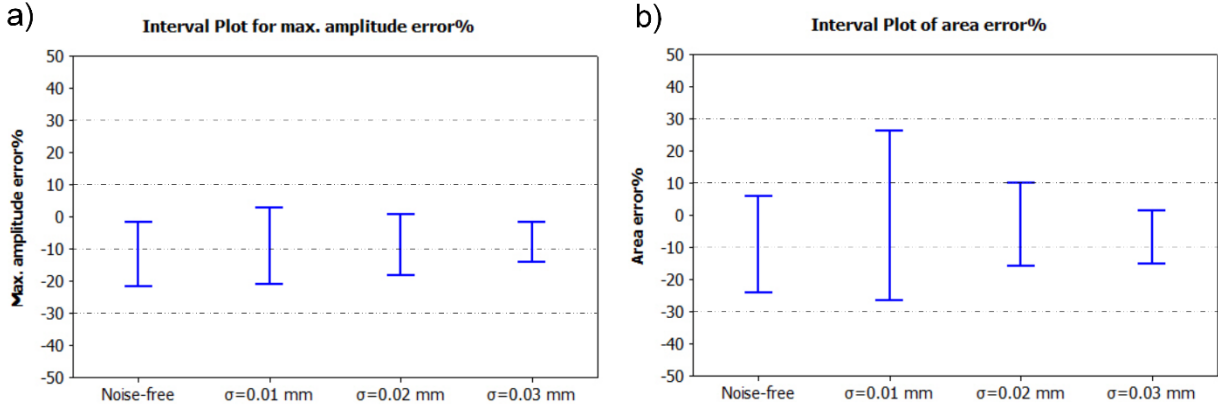 a)
Interval Plot for max. amplitude error%
Max. amplitude error%
50
40
30
20
10
0
-10
-20
-30
-40
-50
Noise-free σ=0.01 mm σ=0.02 mm σ=0.03 mm
b)
Interval Plot of area error%
Area error%
50
40
30
20
10
0
-10
-20
-30
-40
-50
Noise-free σ=0.01 mm σ=0.02 mm σ=0.03 mm